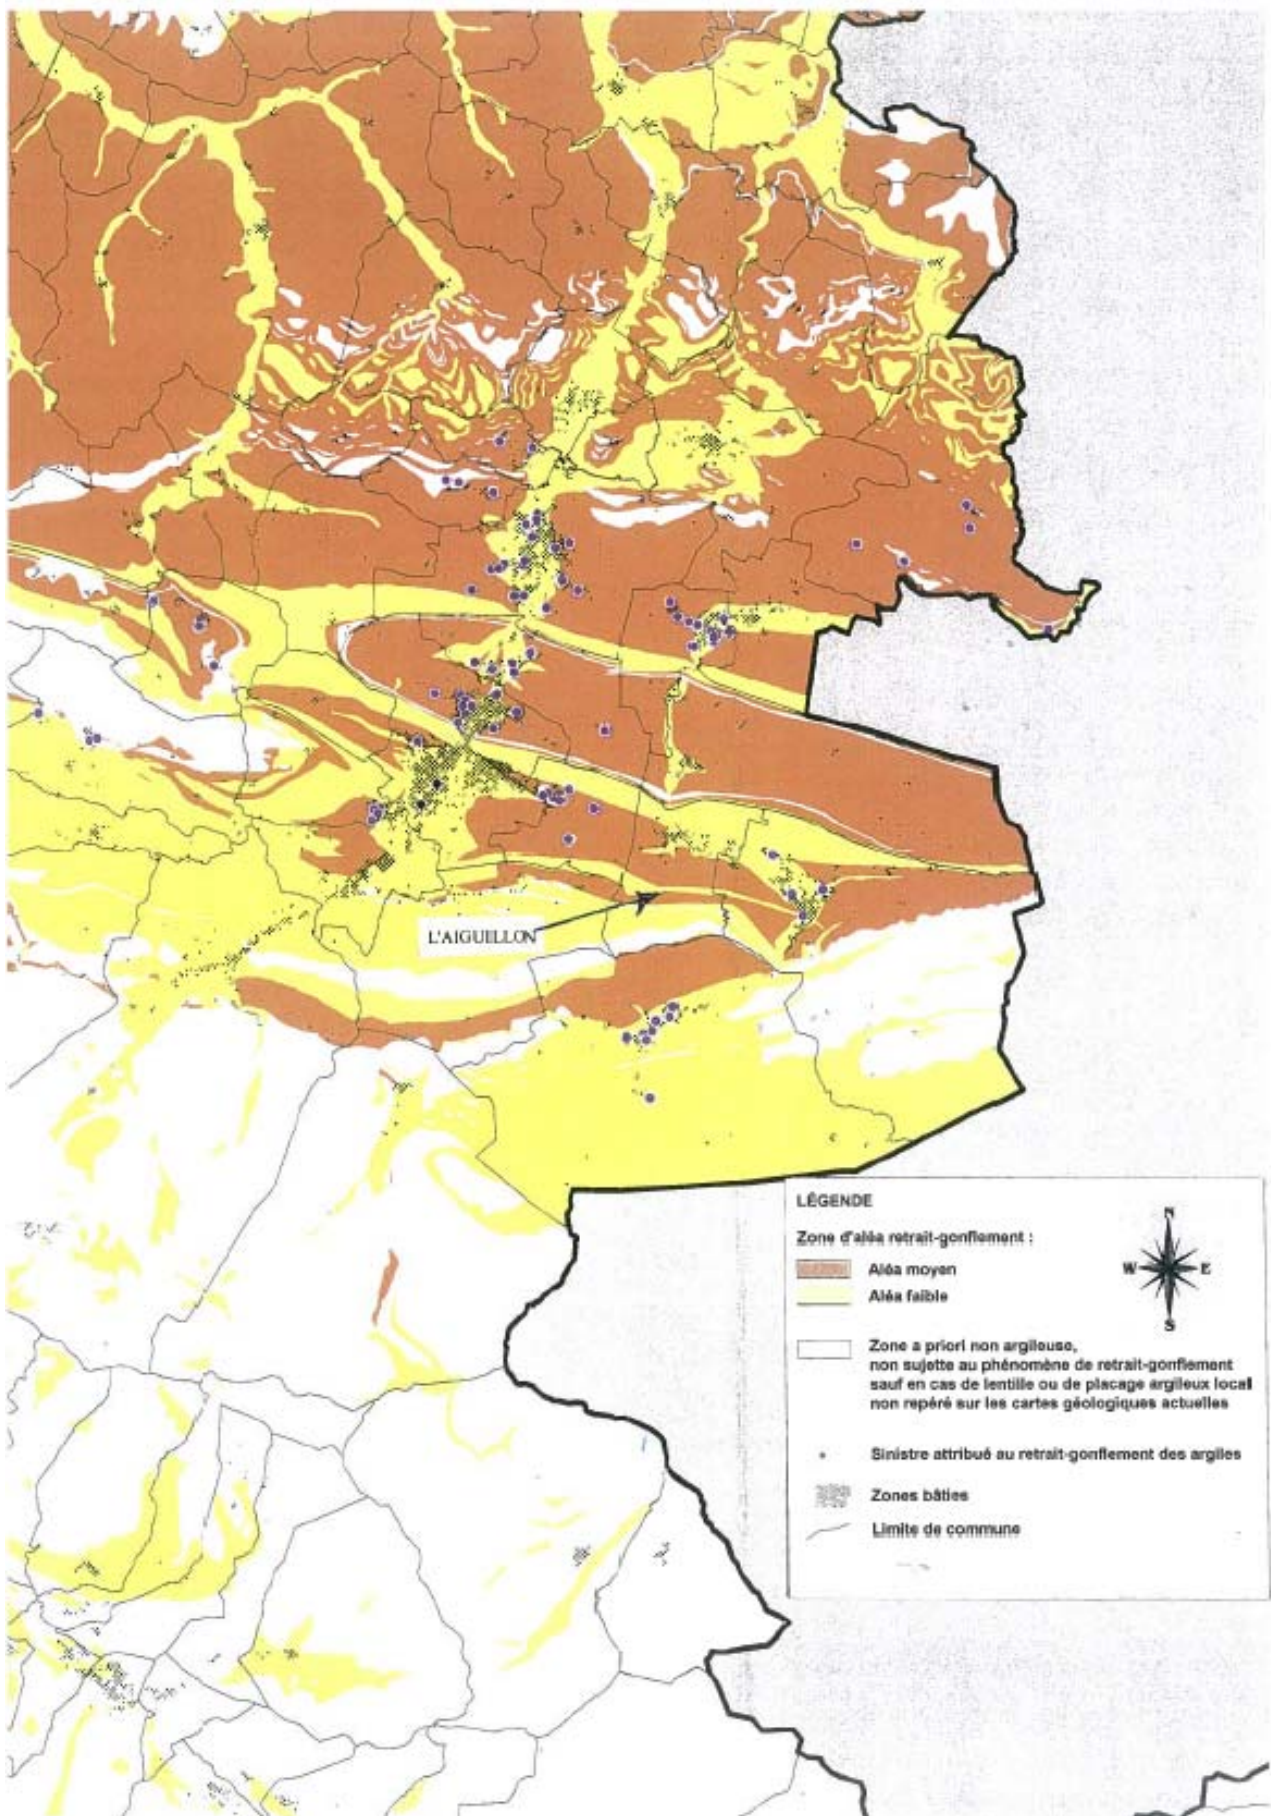 L'AIGUILLON
LÉGENDE
Zone d'aléa retrait-gonflement :
Aléa moyen
Aléa faible
Zone a priori non argileuse,
non sujette au phénomène de retrait-gonflement
sauf en cas de lentille ou de placage argileux local
non repéré sur les cartes géologiques actuelles
Sinistre attribué au retrait-gonflement des argiles
Zones bâties
Limite de commune
N
W E
S